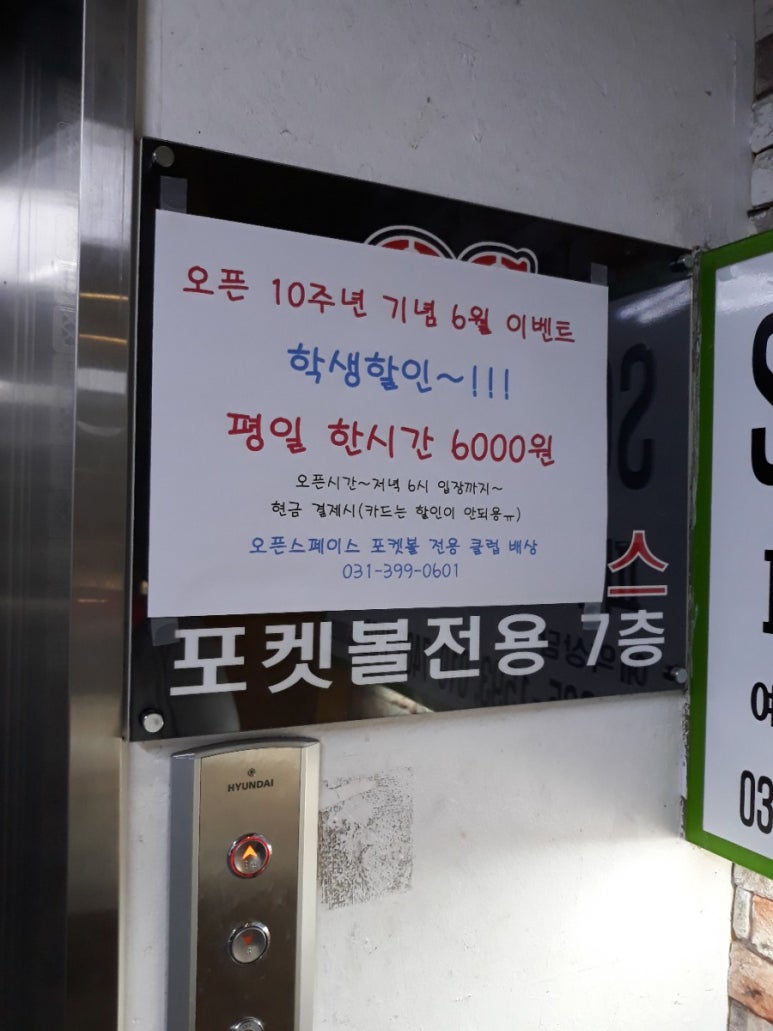 오픈 10주년 기념 6월 이벤트
학생할인~!!!
평일 한시간 6000원
오픈시간~저녁 6시 입장까지~
현금 결제시(카드는 할인이 안되용ㅠ)
오픈스페이스 포켓볼 전용 클럽 배상
031-399-0601
스
포켓볼전용 7층
HYUNDAI
S
여
03